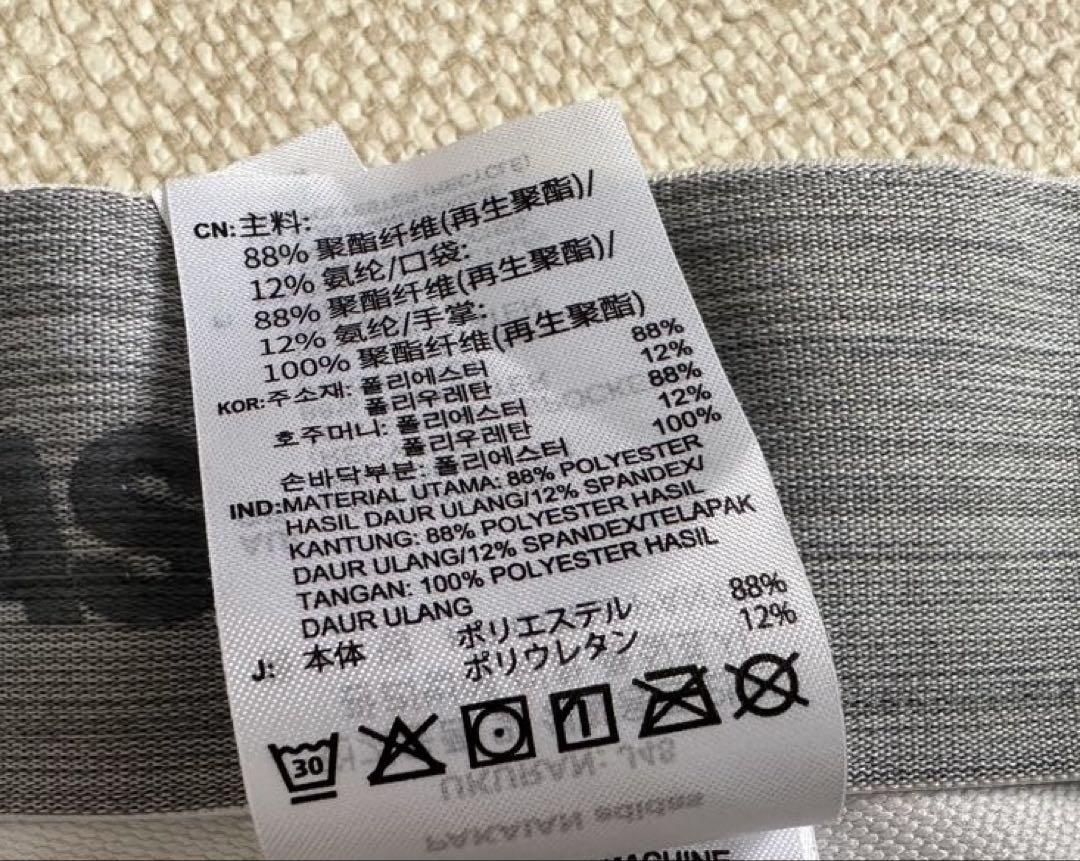 CN: 主料:
88% 聚酯纤维(再生聚酯)/
12% 氨纶/口袋:
88% 聚酯纤维(再生聚酯)/
12% 氨纶/手掌:
100% 聚酯纤维(再生聚酯)
KOR: 주소재: 폴리에스터 88%
폴리우레탄 12%
호주머니: 폴리에스터 88%
폴리우레탄 12%
손바닥부분: 폴리에스터 100%
IND: MATERIAL UTAMA: 88% POLYESTER
HASIL DAUR ULANG/12% SPANDEX/
KANTUNG: 88% POLYESTER HASIL
DAUR ULANG/12% SPANDEX/TELAPAK
TANGAN: 100% POLYESTER HASIL
DAUR ULANG
J: 本体 ポリエステル 88%
ポリウレタン 12%
30
UKURAN:
PAKAIAN adidas
MACHINE